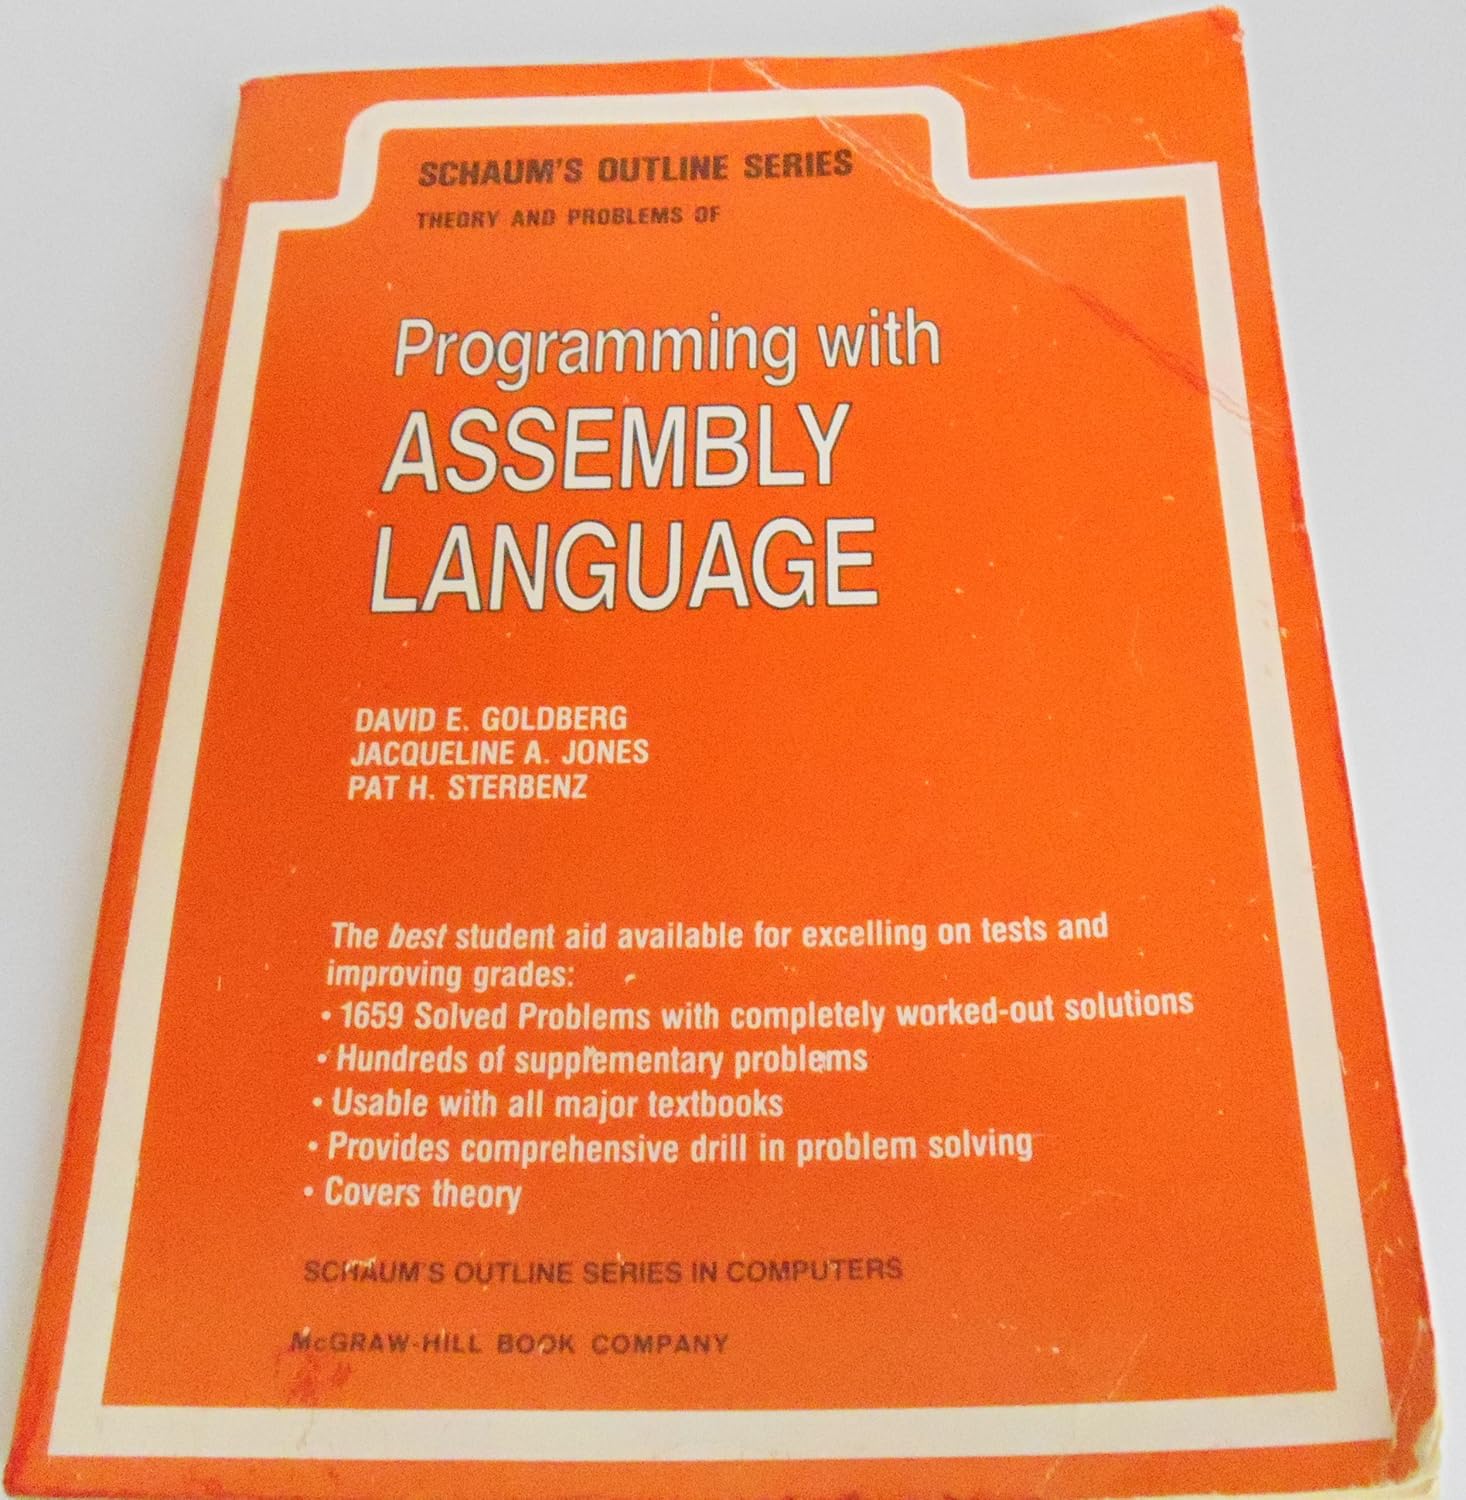 SCHAUM'S OUTLINE SERIES
THEORY AND PROBLEMS OF
Programming with
ASSEMBLY
LANGUAGE
DAVID E. GOLDBERG
JACQUELINE A. JONES
PAT H. STERBENZ
The best student aid available for excelling on tests and
improving grades:
• 1659 Solved Problems with completely worked-out solutions
• Hundreds of supplementary problems
• Usable with all major textbooks
• Provides comprehensive drill in problem solving
• Covers theory
SCHAUM'S OUTLINE SERIES IN COMPUTERS
McGRAW-HILL BOOK COMPANY